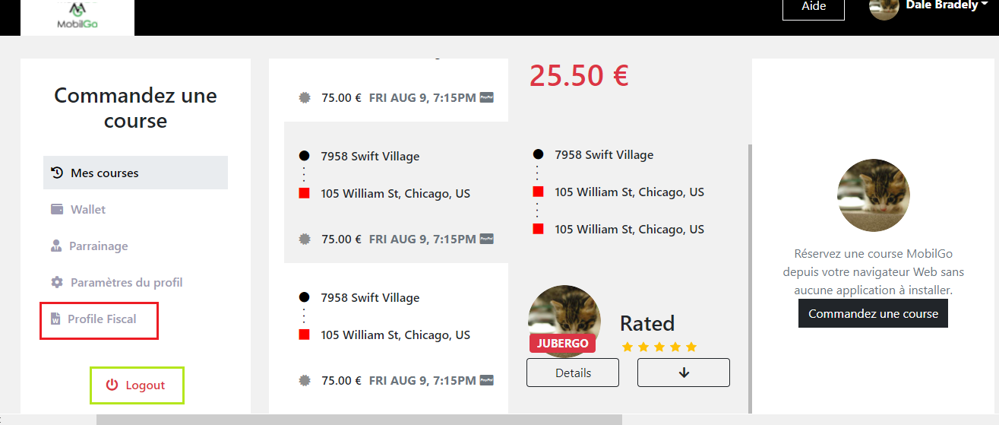 MobilGo
Aide
Dale Bradely
Commandez une
course
Mes courses
Wallet
Parrainage
Paramètres du profil
Profile Fiscal
Logout
75.00 € FRI AUG 9, 7:15PM PayPal
7958 Swift Village
105 William St, Chicago, US
75.00 € FRI AUG 9, 7:15PM PayPal
7958 Swift Village
105 William St, Chicago, US
75.00 € FRI AUG 9, 7:15PM PayPal
25.50 €
7958 Swift Village
105 William St, Chicago, US
105 William St, Chicago, US
JUBERGO
Rated
Details
Réservez une course MobilGo
depuis votre navigateur Web sans
aucune application à installer.
Commandez une course